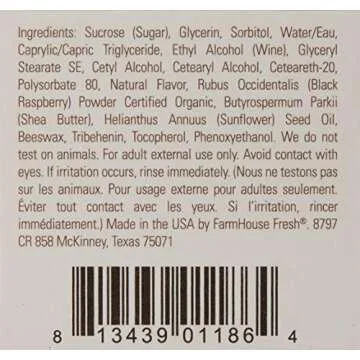 Ingredients: Sucrose (Sugar), Glycerin, Sorbitol, Water/Eau,
Caprylic/Capric Triglyceride, Ethyl Alcohol (Wine), Glyceryl
Stearate SE, Cetyl Alcohol, Cetearyl Alcohol, Ceteareth-20,
Polysorbate 80, Natural Flavor, Rubus Occidentalis (Black
Raspberry) Powder Certified Organic, Butyrospermum Parkii
(Shea Butter), Helianthus Annuus (Sunflower) Seed Oil,
Beeswax, Tribehenin, Tocopherol, Phenoxyethanol. We do not
test on animals. For adult external use only. Avoid contact with
eyes. If irritation occurs, rinse immediately. (Nous ne testons pas
sur les animaux. Pour usage externe pour adultes seulement.
Éviter tout contact avec les yeux. Si l'irritation, rincer
immédiatement.) Made in the USA by FarmHouse Fresh®. 8797
CR 858 McKinney, Texas 75071
8 13439 01186 4